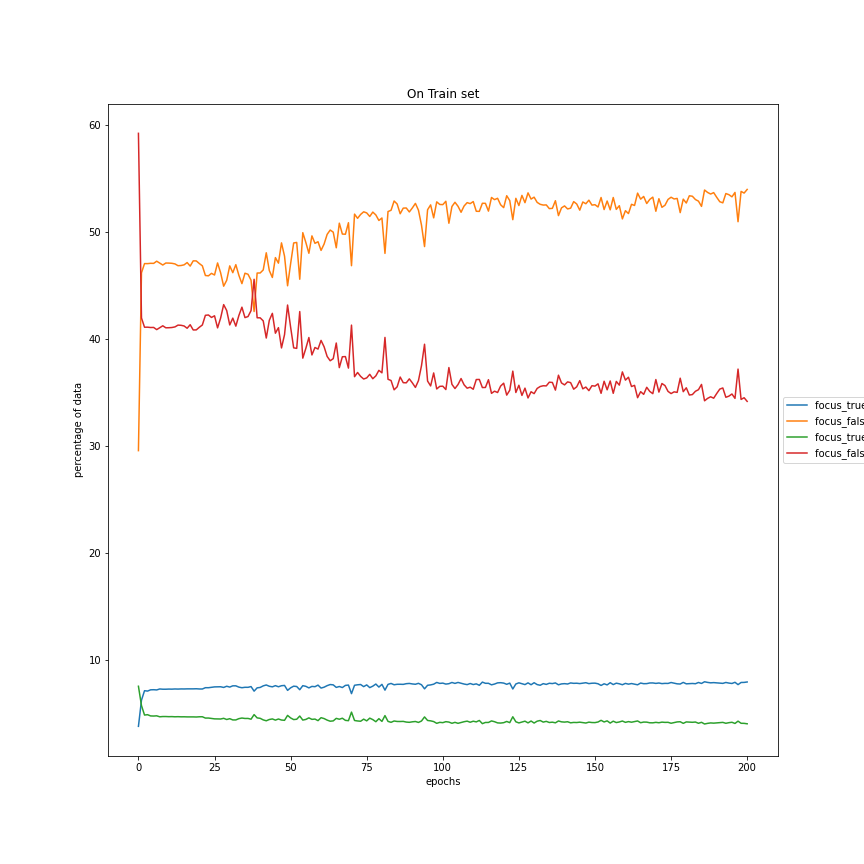 On Train set
60
50
40
30
20
10
percentage of data
0 25 50 75 100 125 150 175 200
epochs
focus_true
focus_fals
focus_true
focus_fals